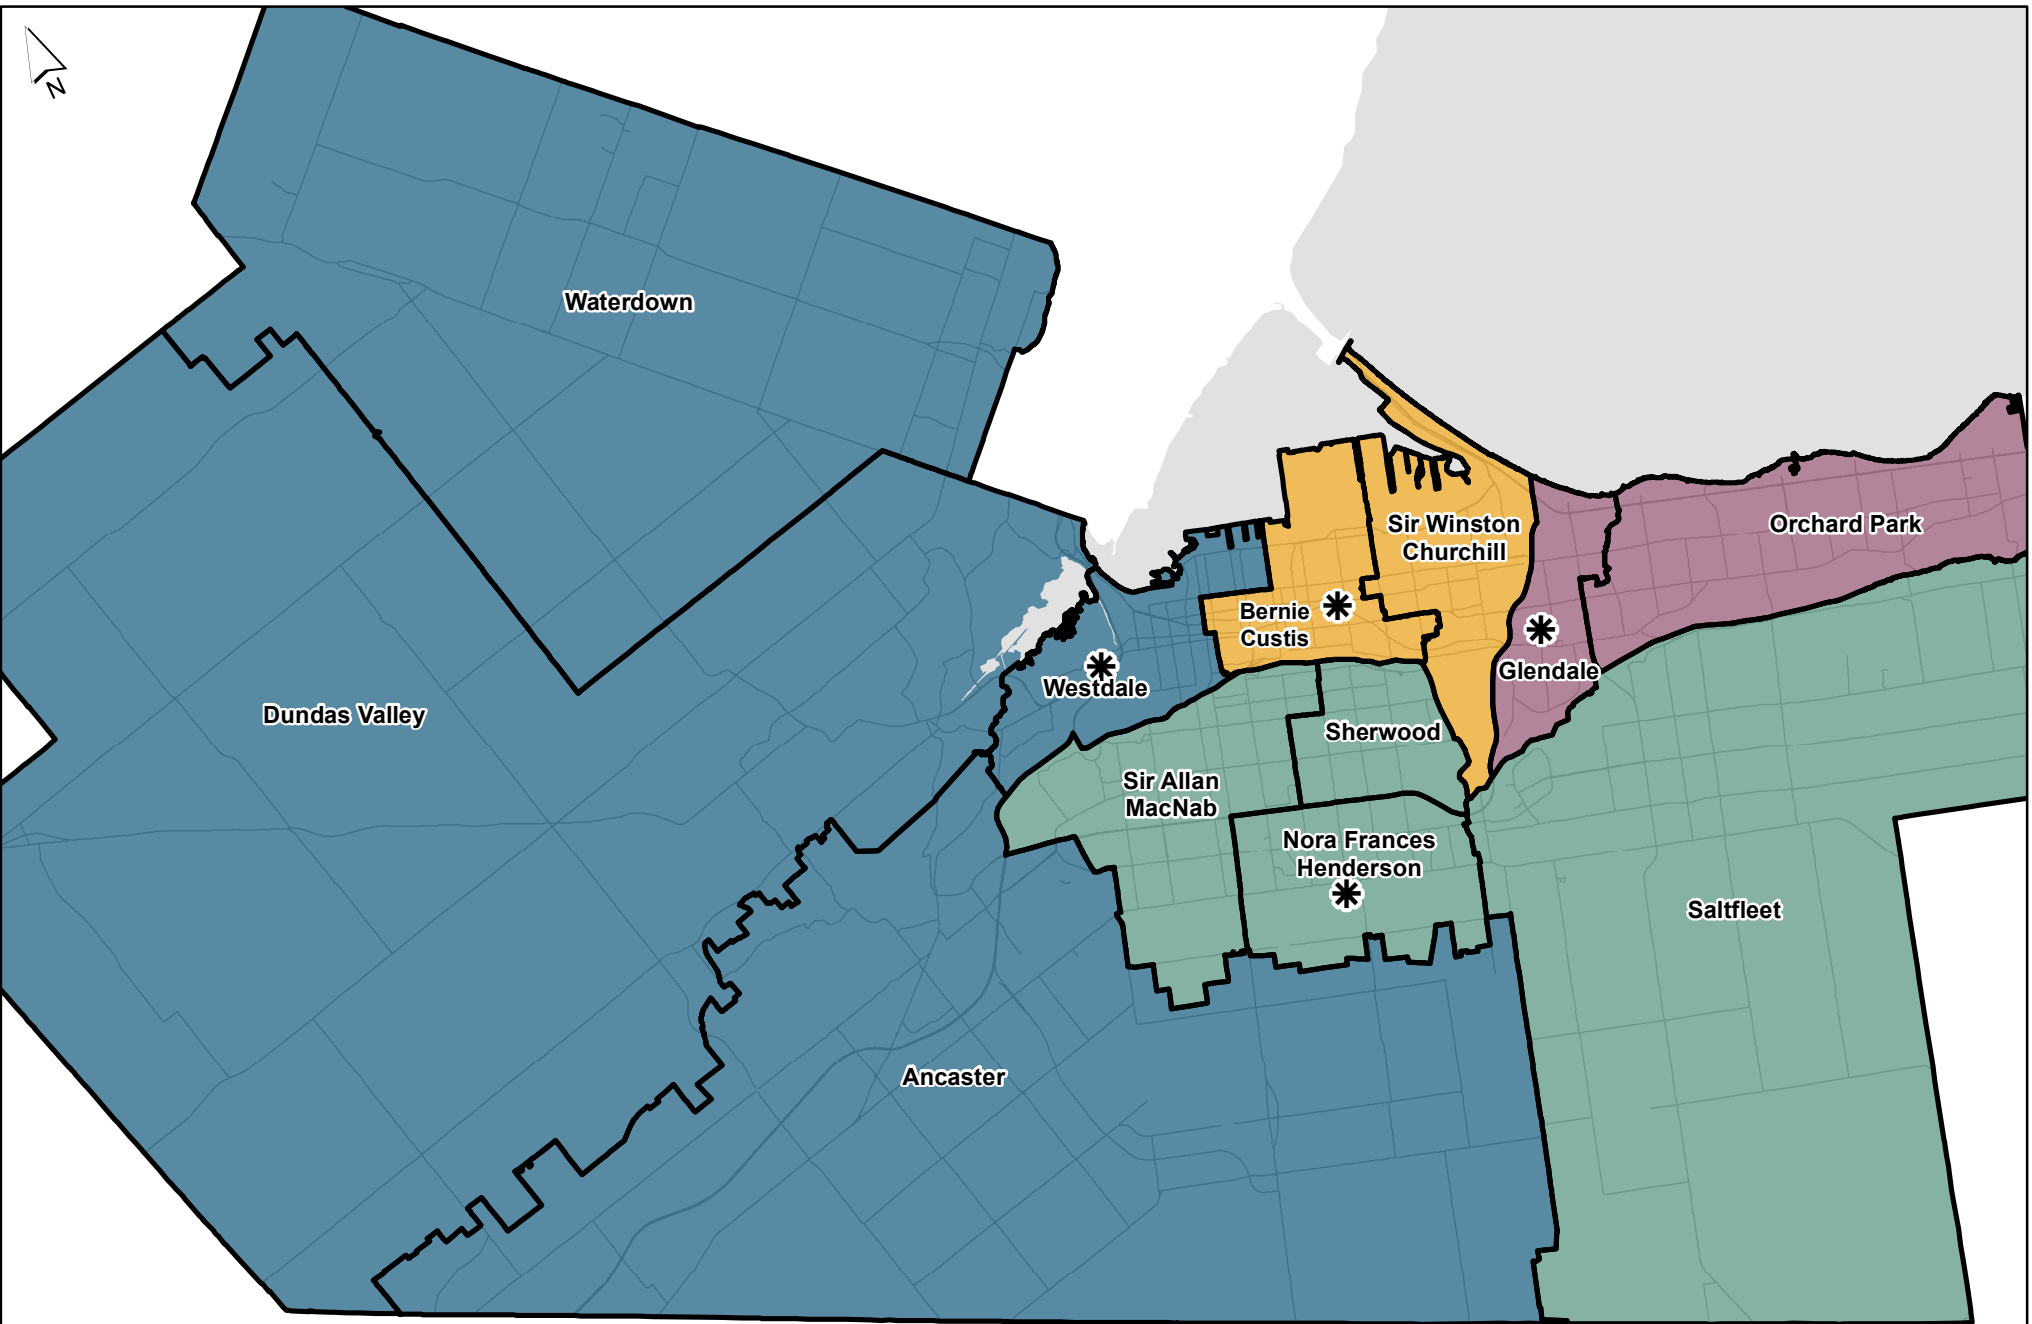 N
Waterdown
Sir Winston
Churchill
Orchard Park
Bernie
Custis
Glendale
Westdale
Dundas Valley
Sherwood
Sir Allan
MacNab
Nora Frances
Henderson
Saltfleet
Ancaster